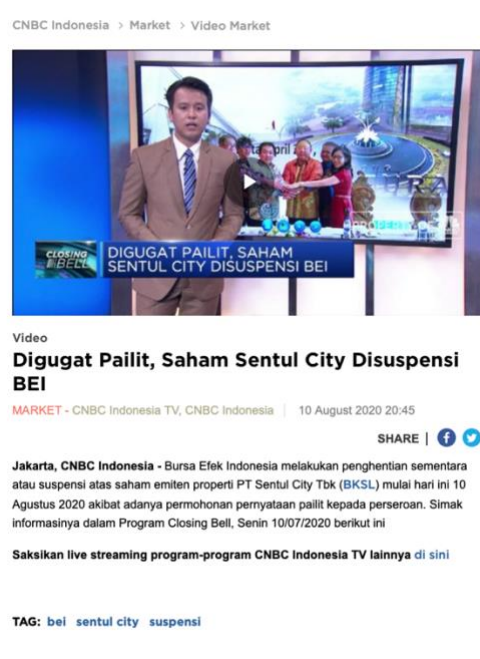 CNBC Indonesia > Market > Video Market
CLOSING
BELL
DIGUGAT PAILIT, SAHAM
SENTUL CITY DISUSPENSI BEI
Video
Digugat Pailit, Saham Sentul City Disuspensi
BEI
MARKET - CNBC Indonesia TV, CNBC Indonesia | 10 August 2020 20:45
SHARE |
Jakarta, CNBC Indonesia - Bursa Efek Indonesia melakukan penghentian sementara
atau suspensi atas saham emiten properti PT Sentul City Tbk (BKSL) mulai hari ini 10
Agustus 2020 akibat adanya permohonan pernyataan pailit kepada perseroan. Simak
informasinya dalam Program Closing Bell, Senin 10/07/2020 berikut ini
Saksikan live streaming program-program CNBC Indonesia TV lainnya di sini
TAG: bei sentul city suspensi